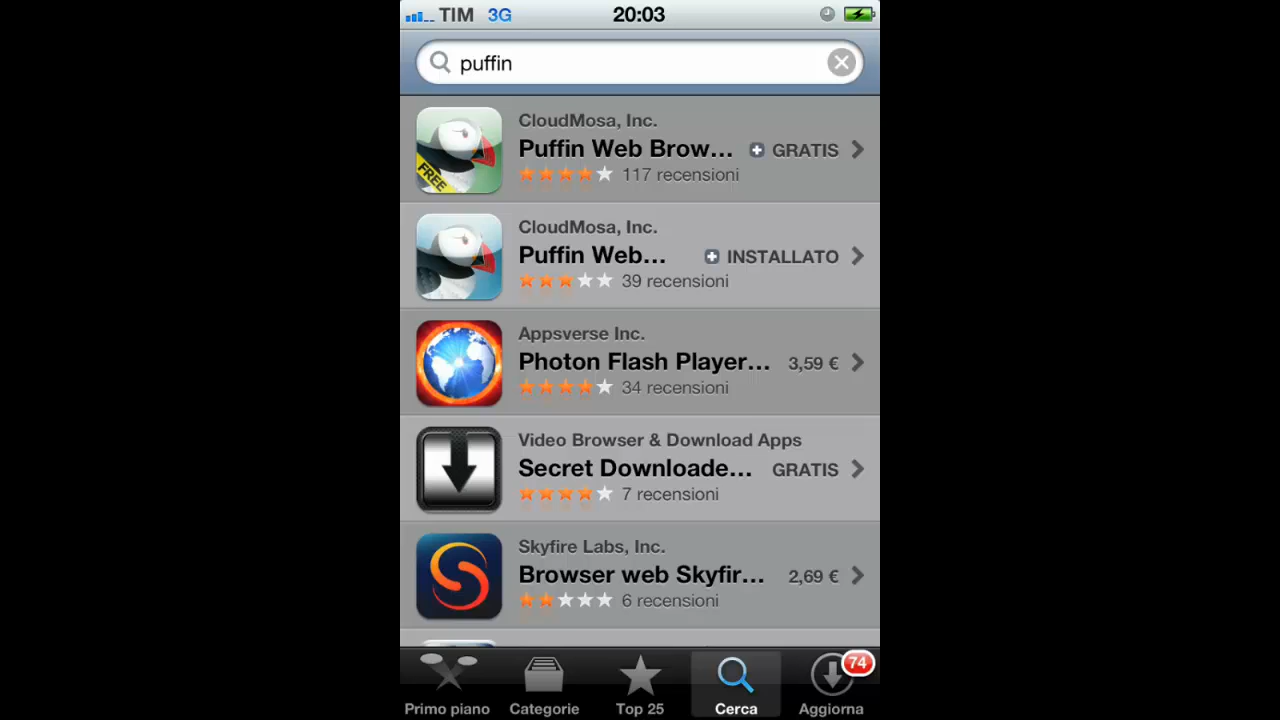 TIM 3G 20:03
puffin
CloudMosa, Inc.
Puffin Web Brow... GRATIS
117 recensioni
FREE
CloudMosa, Inc.
Puffin Web... INSTALLATO
39 recensioni
Appsverse Inc.
Photon Flash Player... 3,59 €
34 recensioni
Video Browser & Download Apps
Secret Downloade... GRATIS
7 recensioni
Skyfire Labs, Inc.
Browser web Skyfir... 2,69 €
6 recensioni
74
Primo piano Categorie Top 25 Cerca Aggiorna